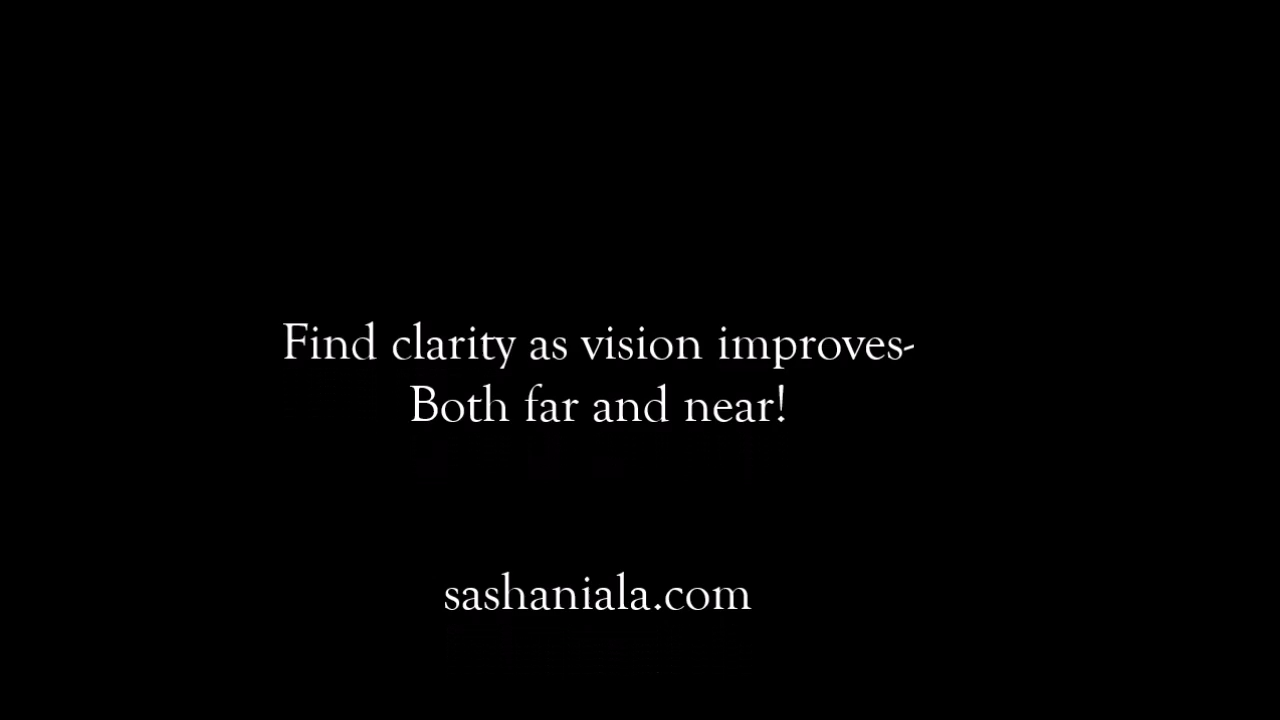 Find clarity as vision improves-
Both far and near!
sashaniala.com